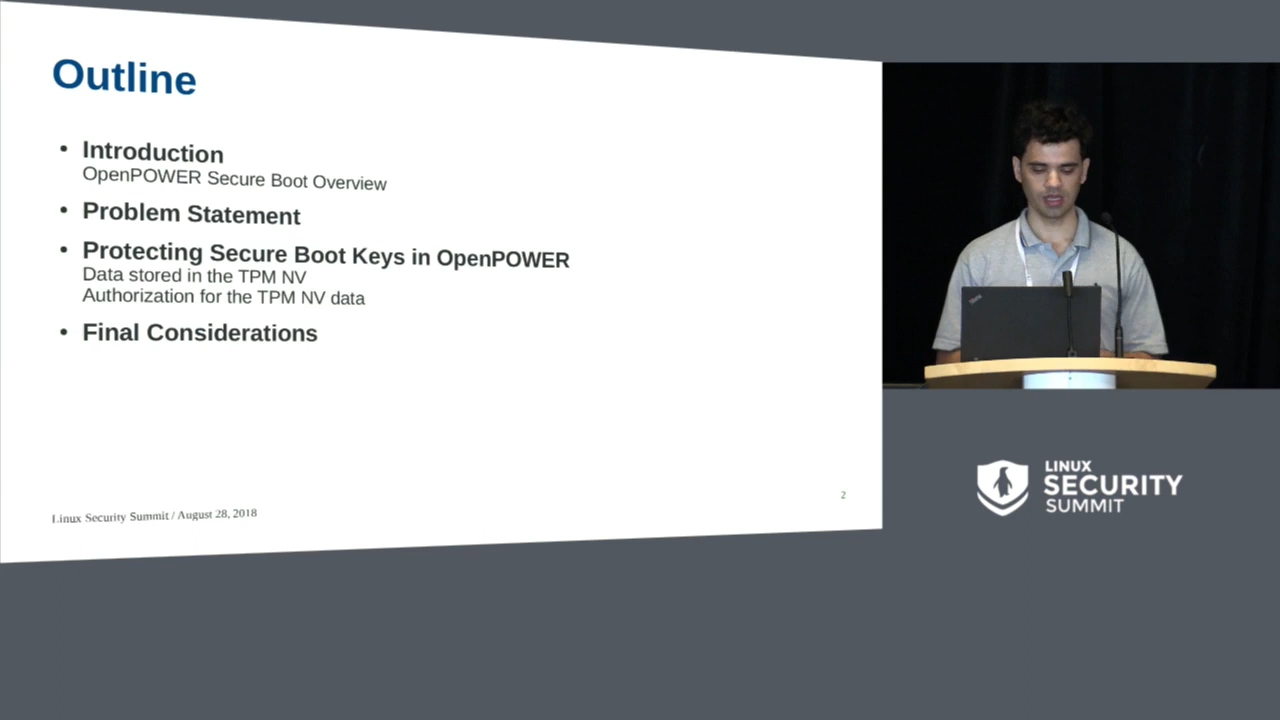 Outline
• Introduction
OpenPOWER Secure Boot Overview
• Problem Statement
• Protecting Secure Boot Keys in OpenPOWER
Data stored in the TPM NV
Authorization for the TPM NV data
• Final Considerations
2
Linux Security Summit / August 28, 2018
LINUX
SECURITY
SUMMIT